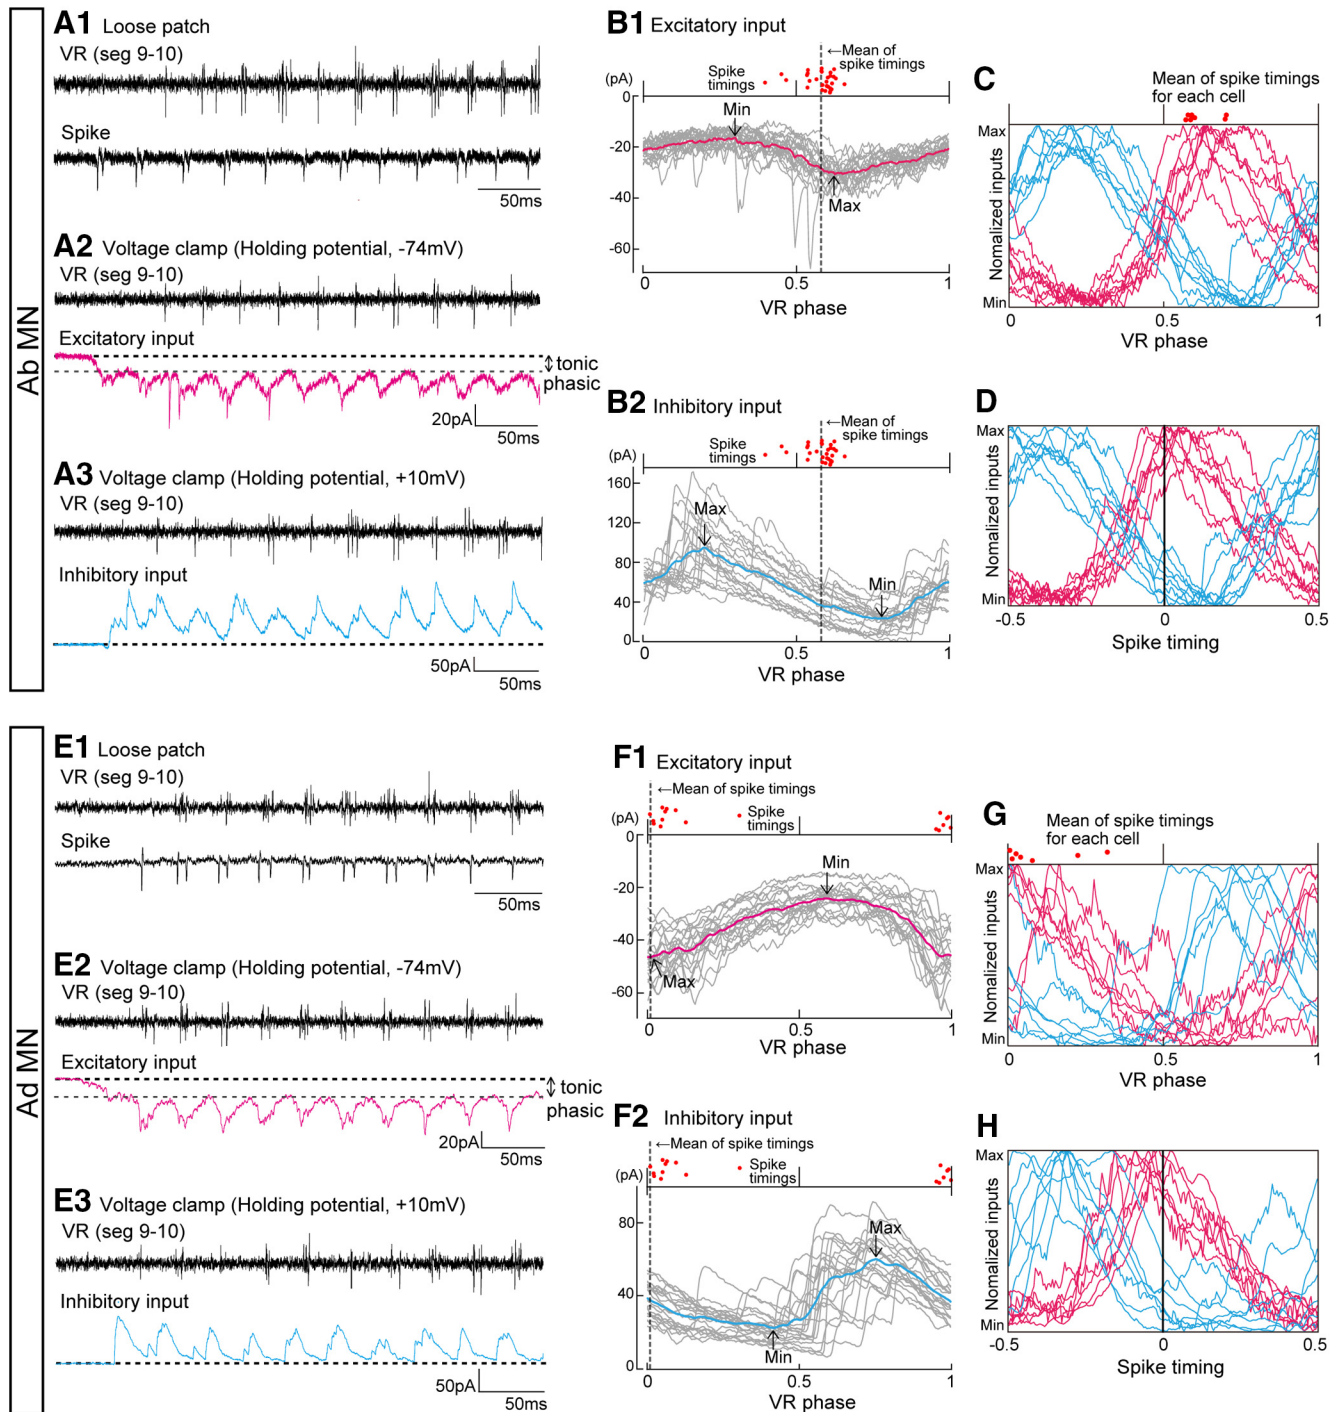 Ab MN
A1 Loose patch
VR (seg 9-10)
Spike
50ms
A2 Voltage clamp (Holding potential, -74mV)
VR (seg 9-10)
Excitatory input
tonic
phasic
20pA
50ms
A3 Voltage clamp (Holding potential, +10mV)
VR (seg 9-10)
Inhibitory input
50pA
50ms
B1 Excitatory input
←Mean of
spike timings
Spike
timings
(pA)
0
-20
-40
-60
Min
Max
0
0.5
1
VR phase
B2 Inhibitory input
←Mean of
spike timings
Spike
timings
(pA)
160
120
80
40
0
Max
Min
0
0.5
1
VR phase
C
Mean of spike timings
for each cell
Max
Nomalized inputs
Min
0
0.5
1
VR phase
D
Max
Nomalized inputs
Min
-0.5
0
0.5
Spike timing
Ad MN
E1 Loose patch
VR (seg 9-10)
Spike
50ms
E2 Voltage clamp (Holding potential, -74mV)
VR (seg 9-10)
Excitatory input
tonic
phasic
20pA
50ms
E3 Voltage clamp (Holding potential, +10mV)
VR (seg 9-10)
Inhibitory input
50pA
50ms
F1 Excitatory input
←Mean of spike timings
Spike
timings
(pA)
0
-20
-40
-60
Min
Max
0
0.5
1
VR phase
F2 Inhibitory input
←Mean of spike timings
Spike
timings
(pA)
80
40
0
Max
Min
0
0.5
1
VR phase
G
Mean of spike timings
for each cell
Max
Nomalized inputs
Min
0
0.5
1
VR phase
H
Max
Nomalized inputs
Min
-0.5
0
0.5
Spike timing